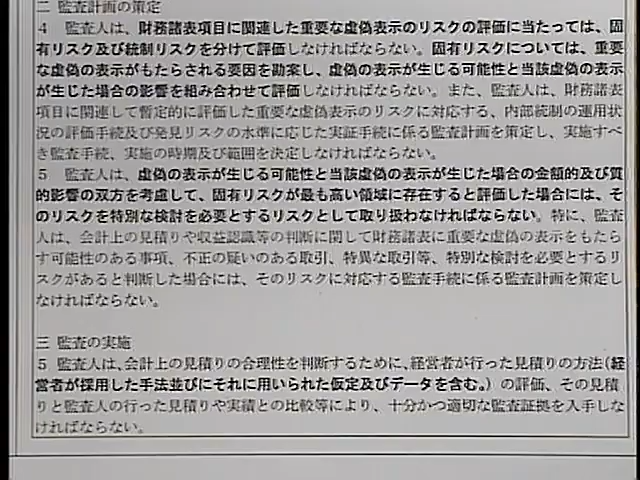 二 監査計画の策定
4 監査人は、財務諸表項目に関連した重要な虚偽表示のリスクの評価に当たっては、固
有リスク及び統制リスクを分けて評価しなければならない。固有リスクについては、重要
な虚偽の表示がもたらされる要因を勘案し、虚偽の表示が生じる可能性と当該虚偽の表示
が生じた場合の影響を組み合わせて評価しなければならない。また、監査人は、財務諸表
項目に関連して暫定的に評価した重要な虚偽表示のリスクに対応する、内部統制の運用状
況の評価手続及び発見リスクの水準に応じた実証手続に係る監査計画を策定し、実施すべ
き監査手続、実施の時期及び範囲を決定しなければならない。
5 監査人は、虚偽の表示が生じる可能性と当該虚偽の表示が生じた場合の金額的及び質
的影響の双方を考慮して、固有リスクが最も高い領域に存在すると評価した場合には、そ
のリスクを特別な検討を必要とするリスクとして取り扱わなければならない。特に、監査
人は、会計上の見積りや収益認識等の判断に関して財務諸表に重要な虚偽の表示をもたら
す可能性のある事項、不正の疑いのある取引、特異な取引等、特別な検討を必要とするリ
スクがあると判断した場合には、そのリスクに対応する監査手続に係る監査計画を策定し
なければならない。
三 監査の実施
5 監査人は、会計上の見積りの合理性を判断するために、経営者が行った見積りの方法(経
営者が採用した手法並びにそれに用いられた仮定及びデータを含む。)の評価、その見積
りと監査人の行った見積りや実績との比較等により、十分かつ適切な監査証拠を入手しな
ければならない。